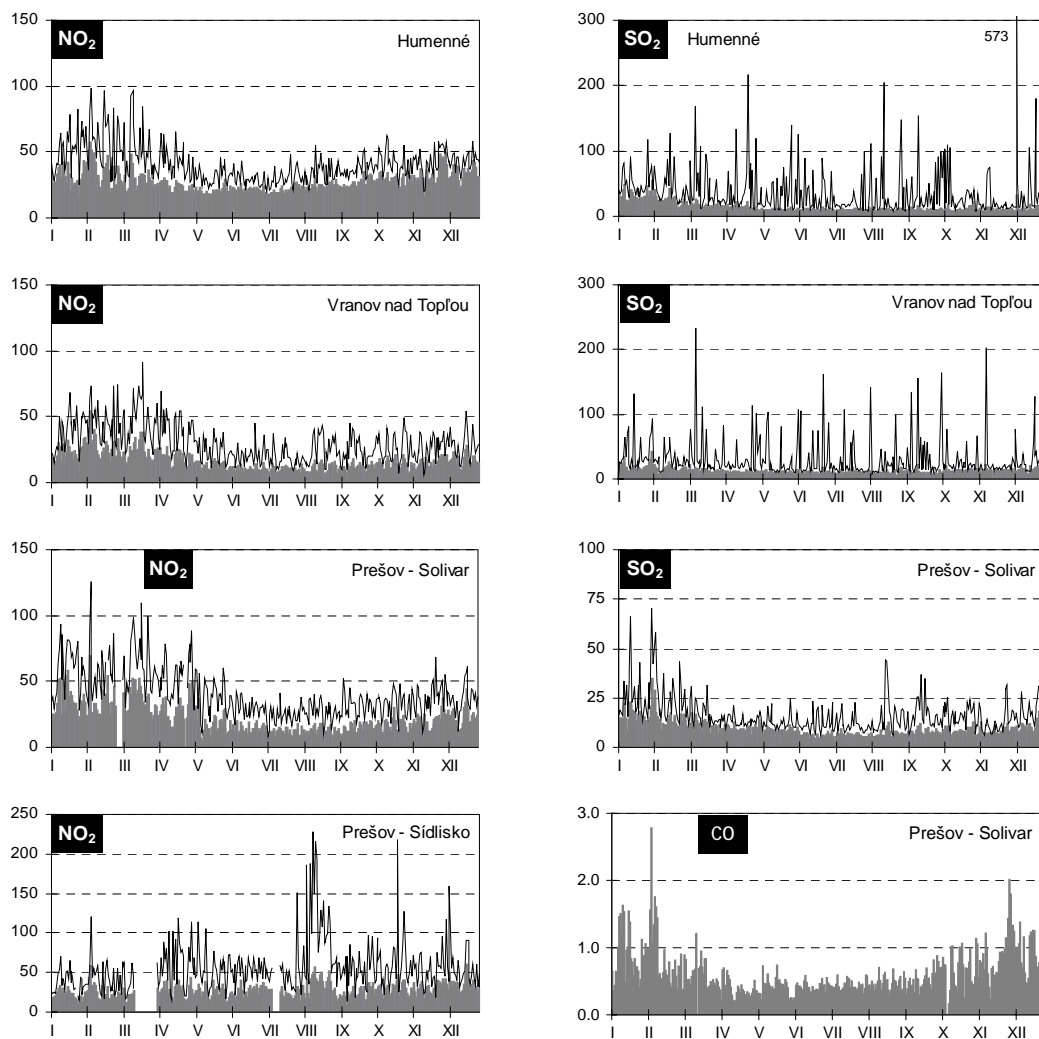 NO2
Humenné
150
100
50
0
I II III IV V VI VII VIII IX X XI XII
SO2 Humenné
573
300
200
100
0
I II III IV V VI VII VIII IX X XI XII
NO2
Vranov nad Topľou
150
100
50
0
I II III IV V VI VII VIII IX X XI XII
SO2
Vranov nad Topľou
300
200
100
0
I II III IV V VI VII VIII IX X XI XII
NO2
Prešov - Solivar
150
100
50
0
I II III IV V VI VII VIII IX X XI XII
SO2
Prešov - Solivar
100
75
50
25
0
I II III IV V VI VII VIII IX X XI XII
NO2
Prešov - Sídlisko
250
200
150
100
50
0
I II III IV V VI VII VIII IX X XI XII
CO
Prešov - Solivar
3.0
2.0
1.0
0.0
I II III IV V VI VII VIII IX X XI XII